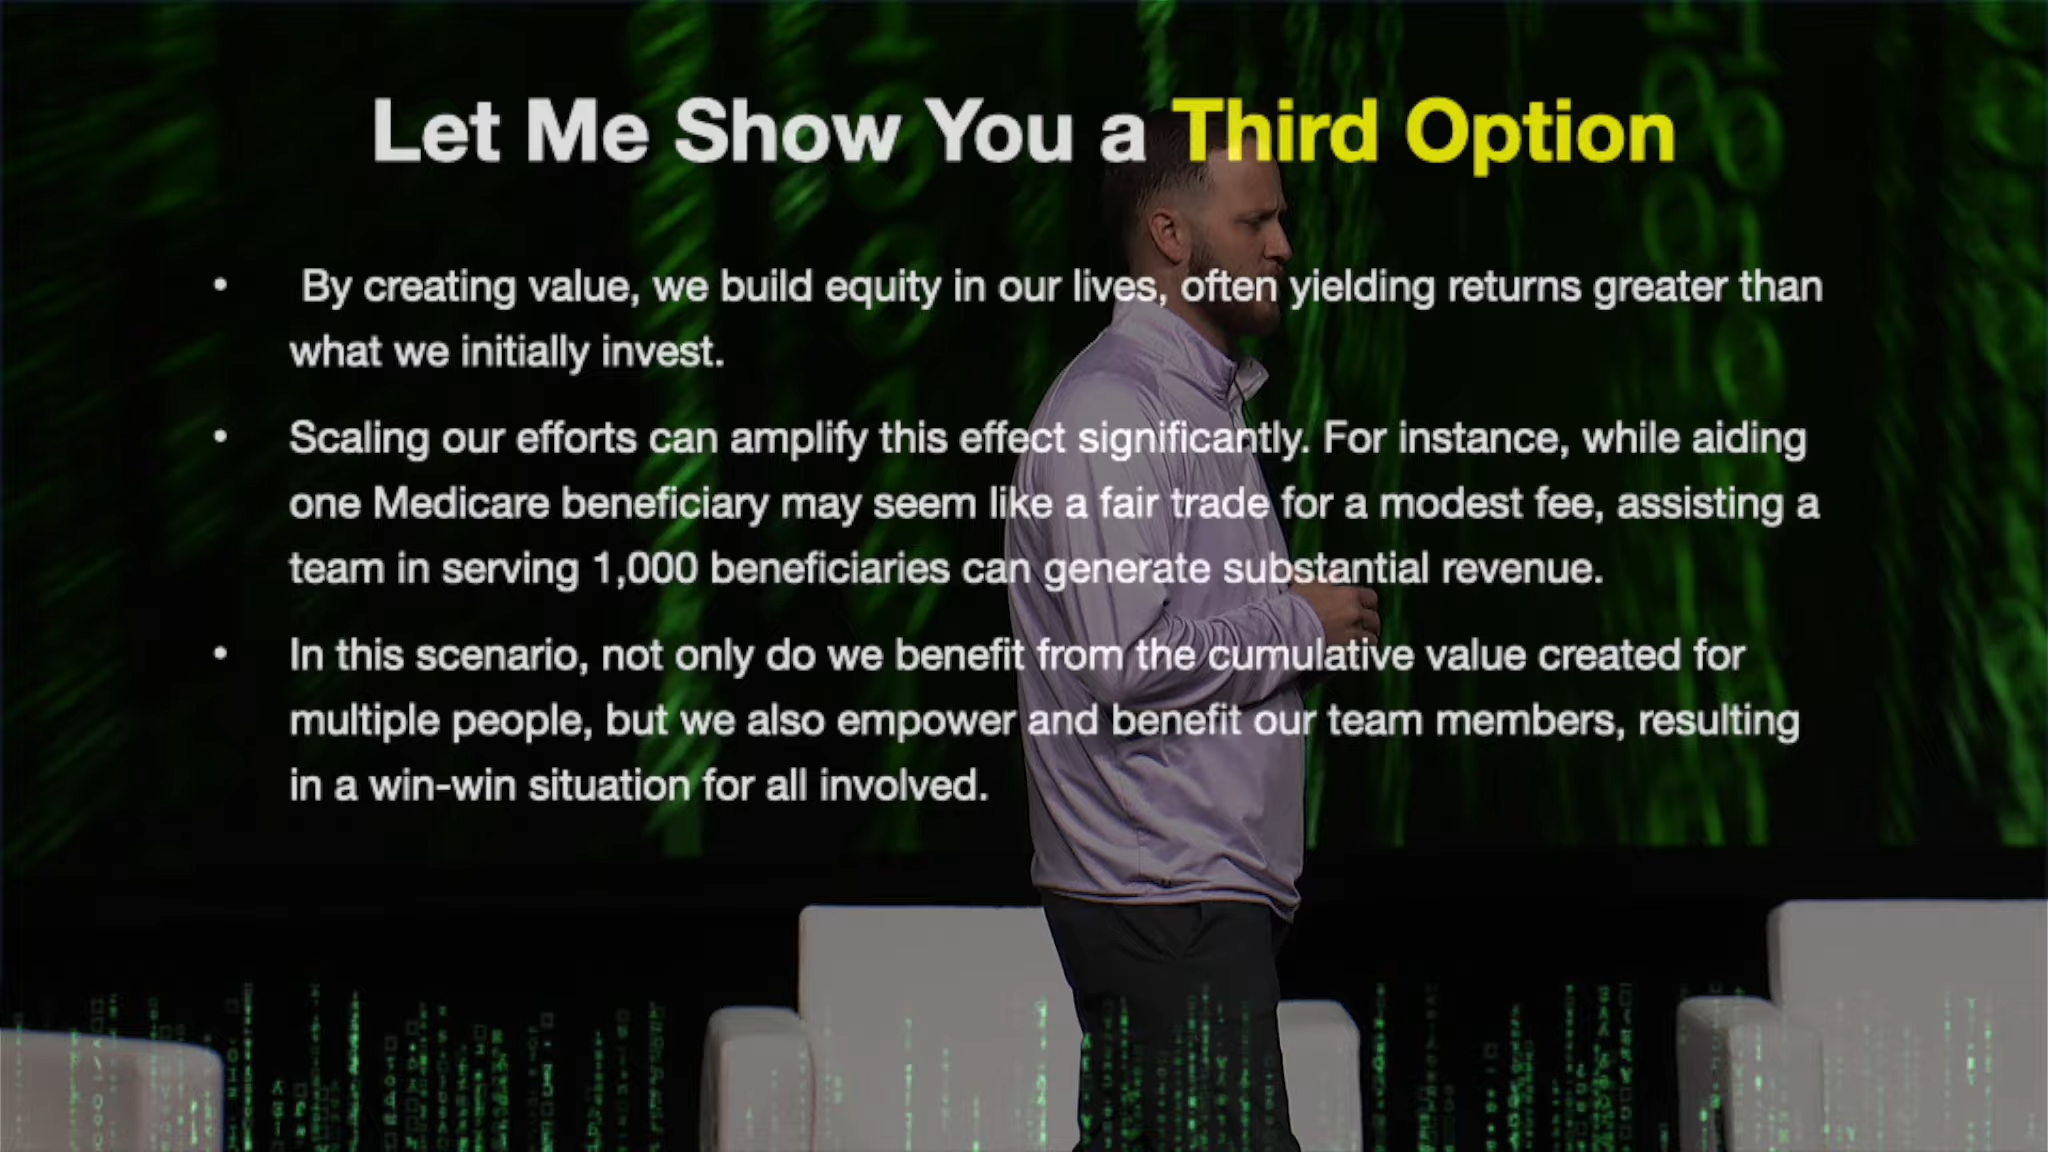 Let Me Show You a Third Option
• By creating value, we build equity in our lives, often yielding returns greater than
what we initially invest.
• Scaling our efforts can amplify this effect significantly. For instance, while aiding
one Medicare beneficiary may seem like a fair trade for a modest fee, assisting a
team in serving 1,000 beneficiaries can generate substantial revenue.
• In this scenario, not only do we benefit from the cumulative value created for
multiple people, but we also empower and benefit our team members, resulting
in a win-win situation for all involved.